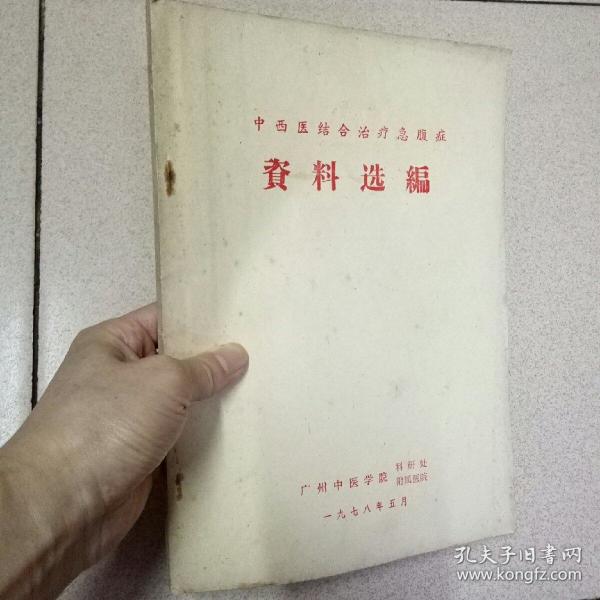 中西医结合治疗急腹症
資料选編
广州中医学院
科研处
附属医院
一九七八年五月
孔夫子旧書网
www.kongfz.com